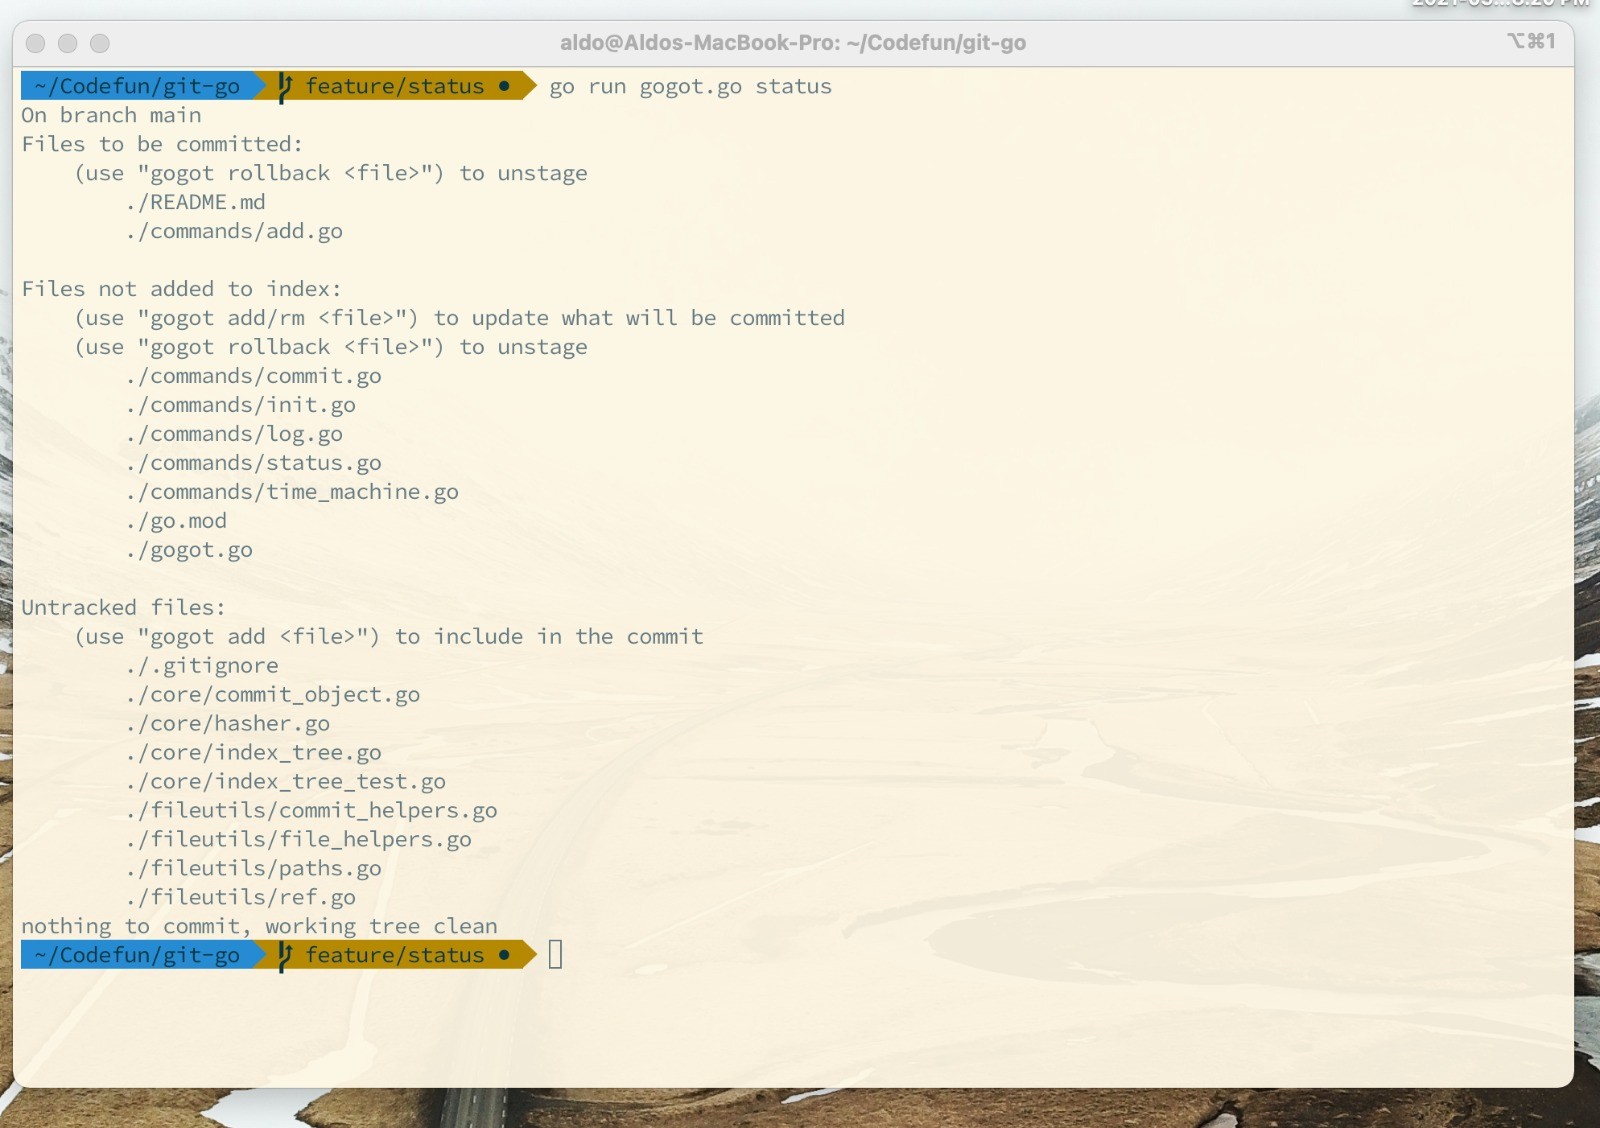 aldo@Aldos-MacBook-Pro: ~/Codefun/git-go
⌥⌘1
~/Codefun/git-go feature/status ● go run gogot.go status
On branch main
Files to be committed:
(use "gogot rollback <file>") to unstage
./README.md
./commands/add.go
Files not added to index:
(use "gogot add/rm <file>") to update what will be committed
(use "gogot rollback <file>") to unstage
./commands/commit.go
./commands/init.go
./commands/log.go
./commands/status.go
./commands/time_machine.go
./go.mod
./gogot.go
Untracked files:
(use "gogot add <file>") to include in the commit
./.gitignore
./core/commit_object.go
./core/hasher.go
./core/index_tree.go
./core/index_tree_test.go
./fileutils/commit_helpers.go
./fileutils/file_helpers.go
./fileutils/paths.go
./fileutils/ref.go
nothing to commit, working tree clean
~/Codefun/git-go feature/status ●